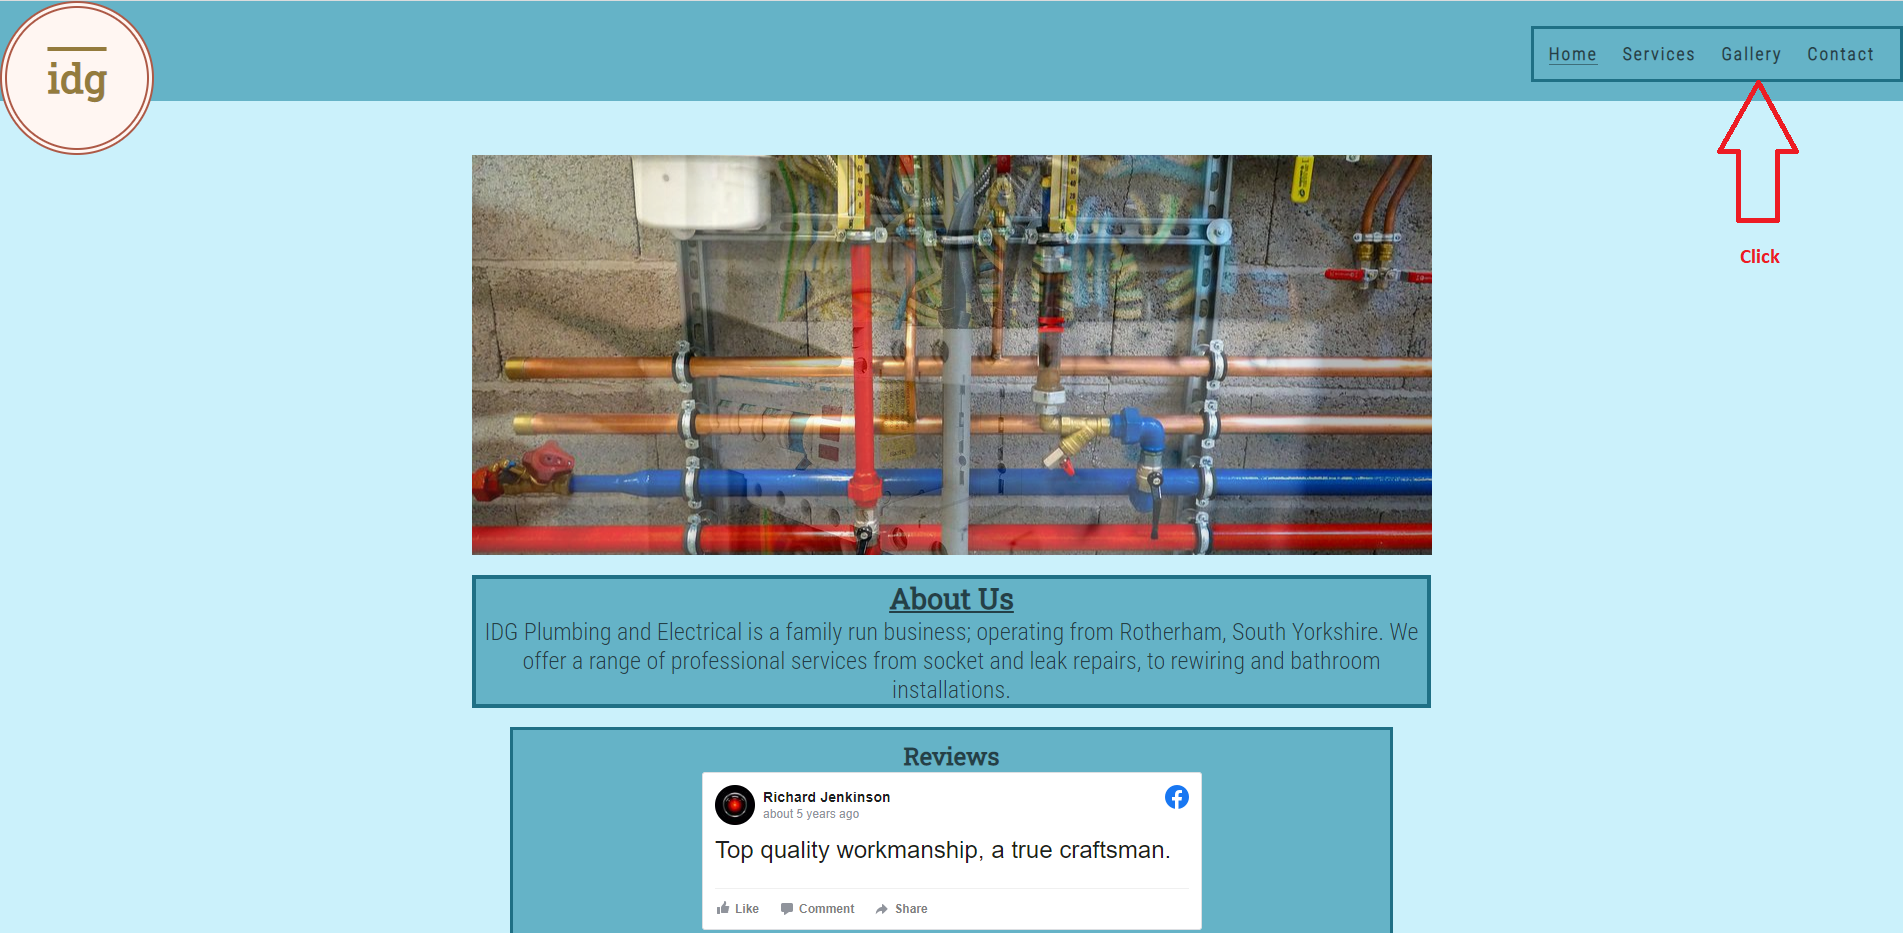 idg
Home Services Gallery Contact
Click
About Us
IDG Plumbing and Electrical is a family run business; operating from Rotherham, South Yorkshire. We
offer a range of professional services from socket and leak repairs, to rewiring and bathroom
installations.
Reviews
Richard Jenkinson
about 5 years ago
Top quality workmanship, a true craftsman.
Like Comment Share